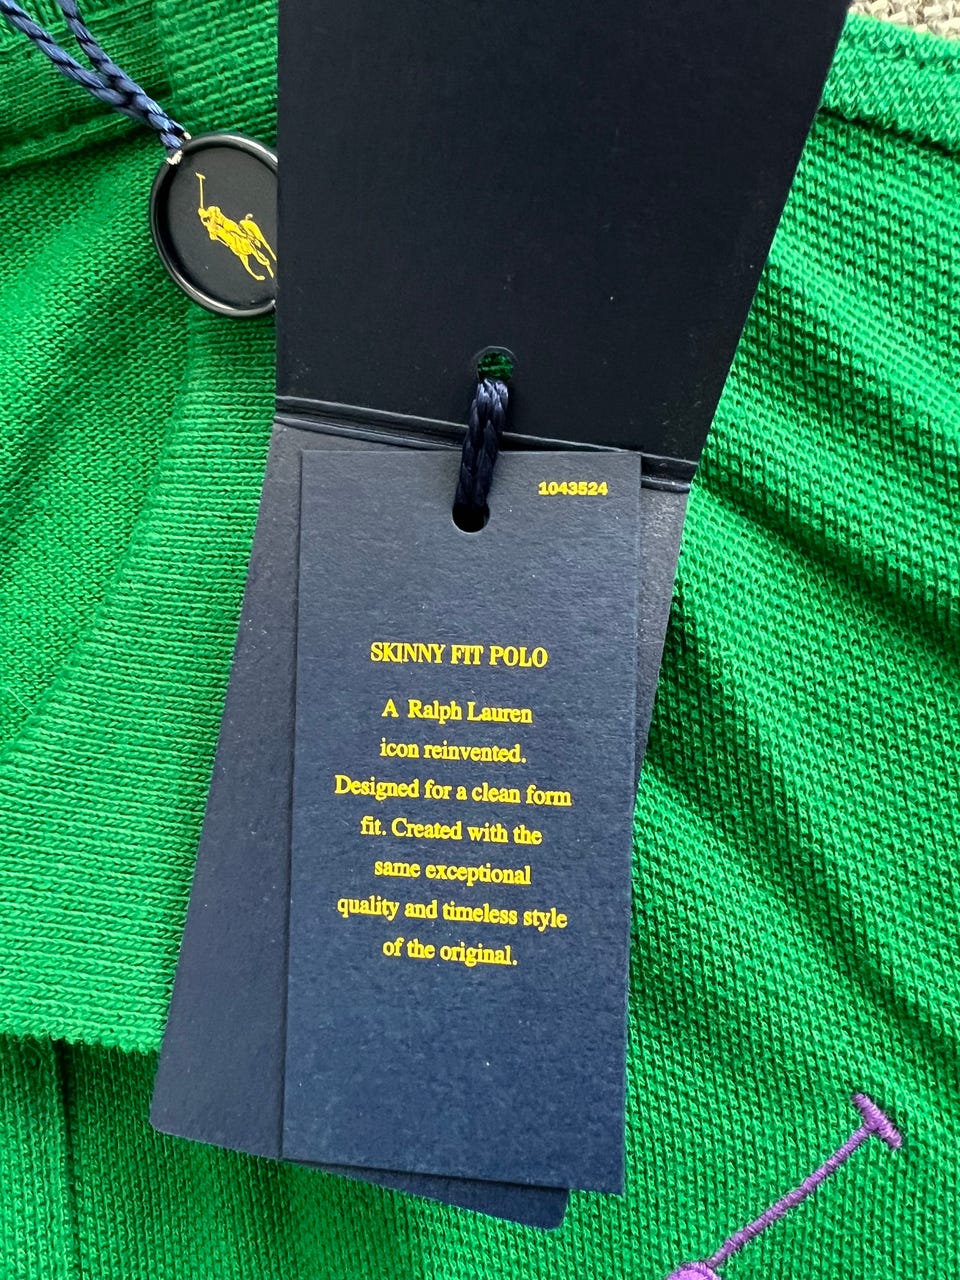 1043524
SKINNY FIT POLO
A Ralph Lauren
icon reinvented.
Designed for a clean form
fit. Created with the
same exceptional
quality and timeless style
of the original.